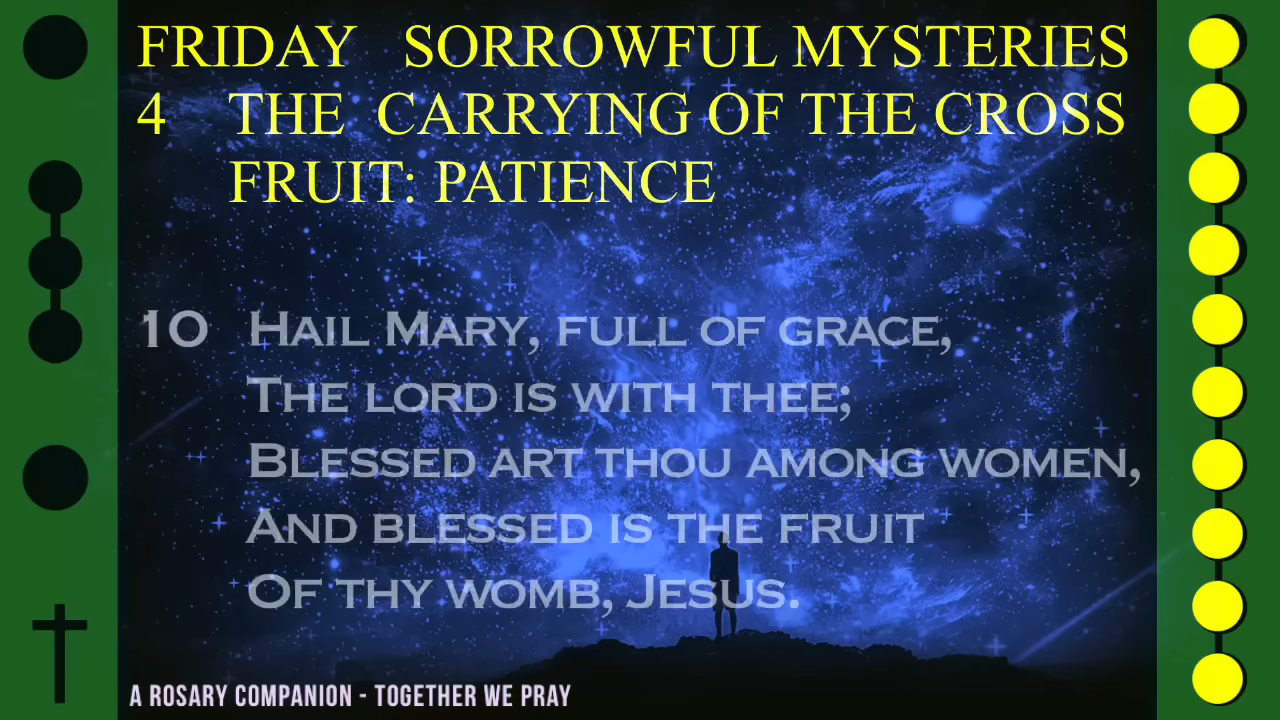 FRIDAY SORROWFUL MYSTERIES
4 THE CARRYING OF THE CROSS
FRUIT: PATIENCE
10 HAIL MARY, FULL OF GRACE,
THE LORD IS WITH THEE;
BLESSED ART THOU AMONG WOMEN,
AND BLESSED IS THE FRUIT
OF THY WOMB, JESUS.
A ROSARY COMPANION - TOGETHER WE PRAY